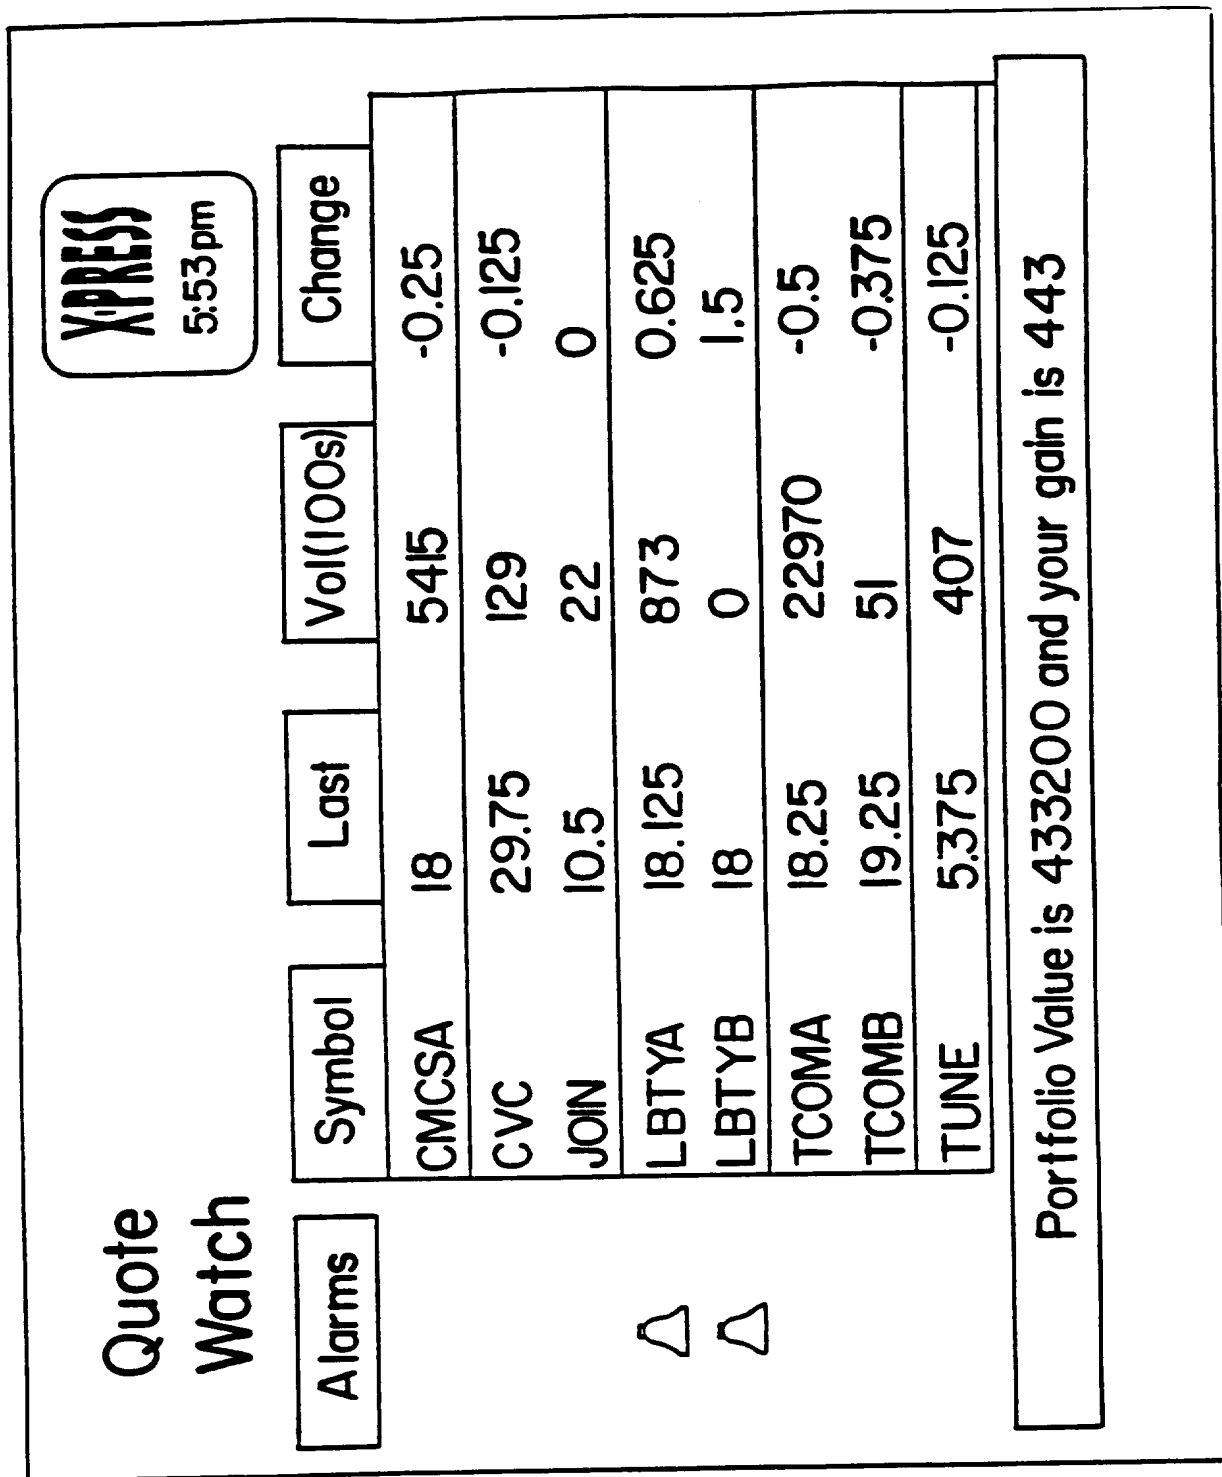 Quote
Watch
X·PRESS
5:53pm
Alarms Symbol Last Vol(100s) Change
CMCSA 18 5415 -0.25
CVC 29.75 129 -0.125
JOIN 10.5 22 0
LBTYA 18.125 873 0.625
LBTYB 18 0 1.5
TCOMA 18.25 22970 -0.5
TCOMB 19.25 51 -0.375
TUNE 5.375 407 -0.125
Portfolio Value is 433200 and your gain is 443